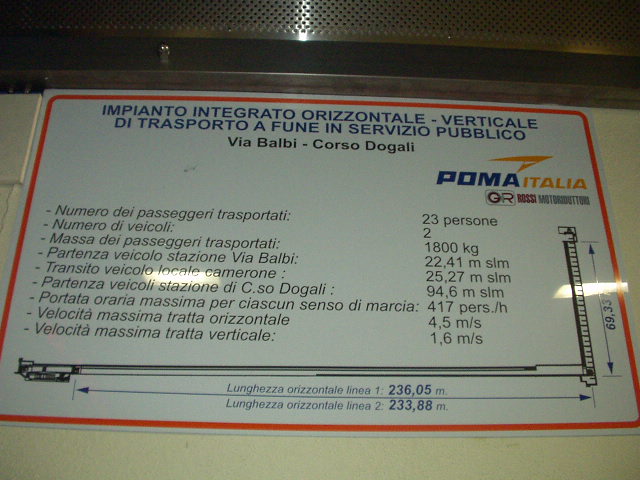 IMPIANTO INTEGRATO ORIZZONTALE - VERTICALE
DI TRASPORTO A FUNE IN SERVIZIO PUBBLICO
Via Balbi - Corso Dogali
POMA ITALIA
GR ROSSI MOTORIDUTTORI
- Numero dei passeggeri trasportati: 23 persone
- Numero di veicoli: 2
- Massa dei passeggeri trasportati: 1800 kg
- Partenza veicolo stazione Via Balbi: 22,41 m slm
- Transito veicolo locale camerone : 25,27 m slm
- Partenza veicoli stazione di C.so Dogali : 94,6 m slm
- Portata oraria massima per ciascun senso di marcia: 417 pers./h
- Velocità massima tratta orizzontale 4,5 m/s
- Velocità massima tratta verticale: 1,6 m/s
69,33
Lunghezza orizzontale linea 1: 236,05 m.
Lunghezza orizzontale linea 2: 233,88 m.